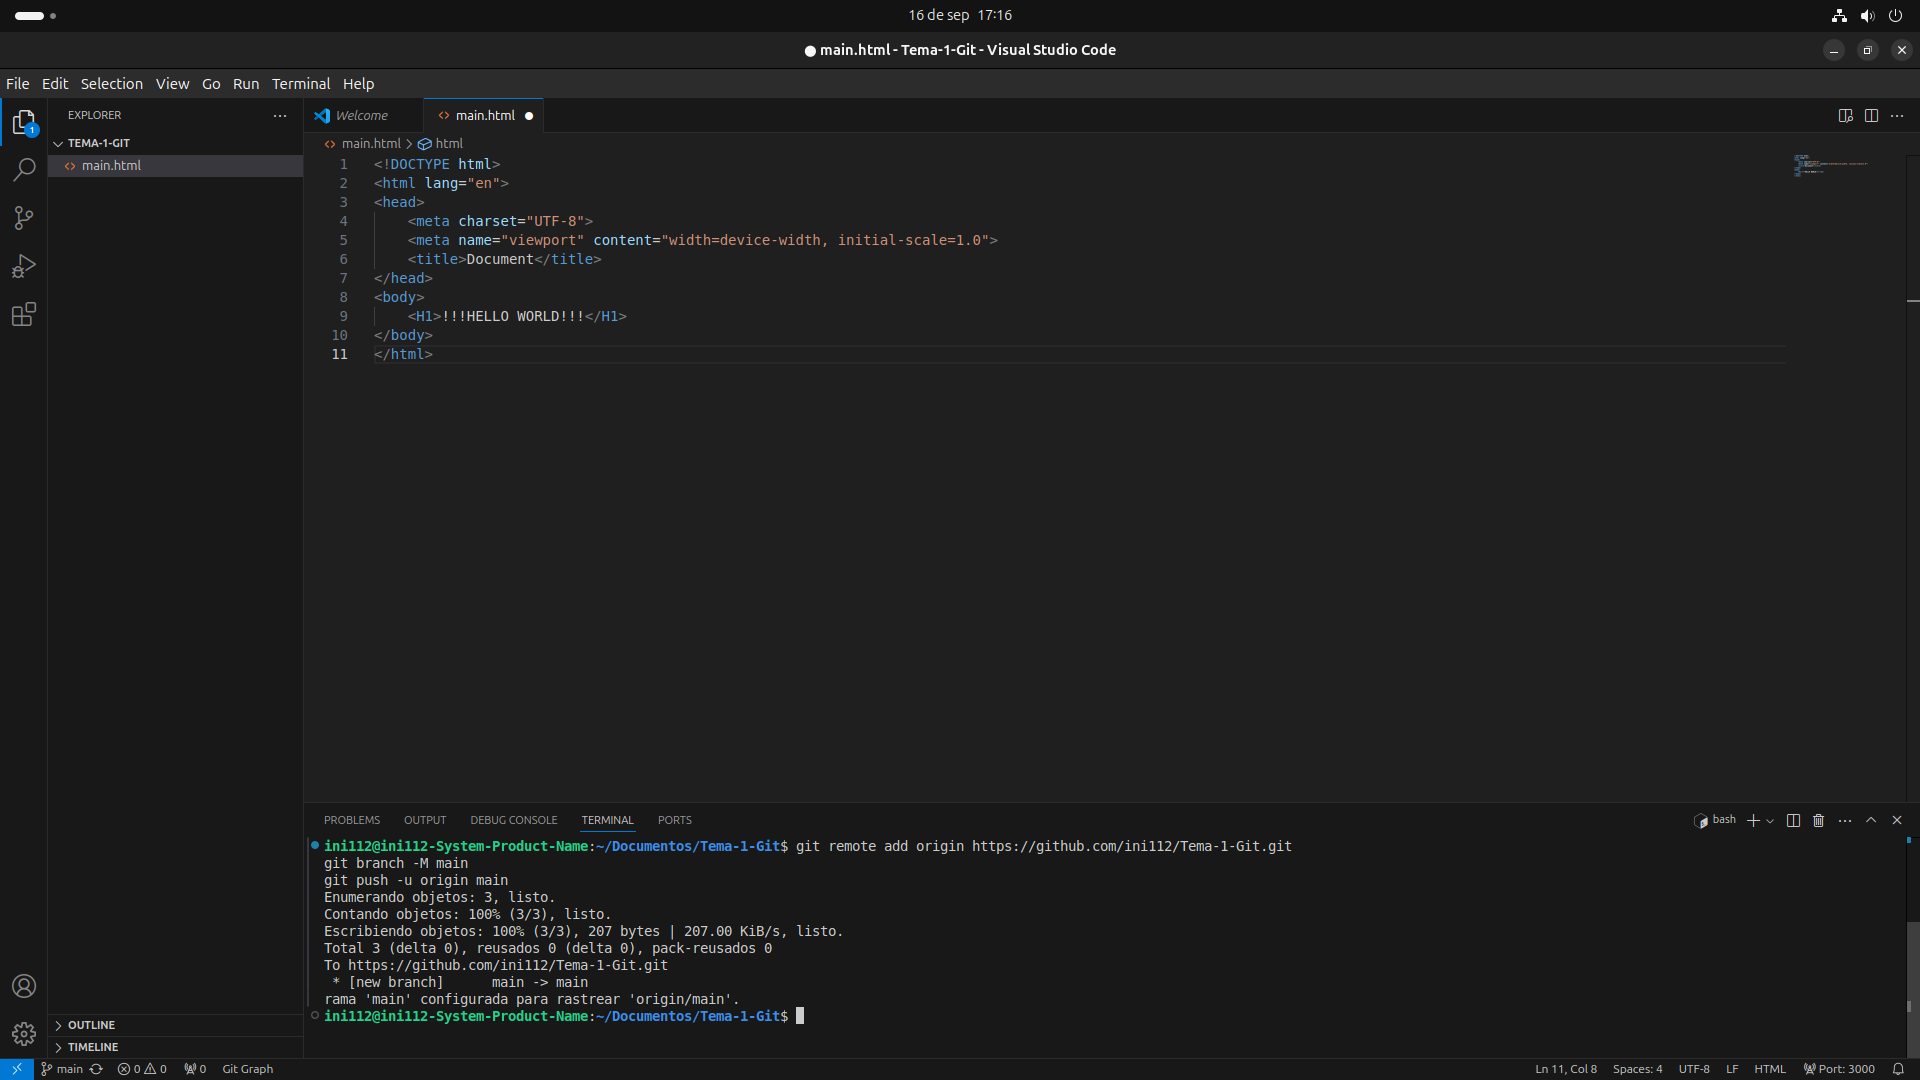 16 de sep 17:16
main.html - Tema-1-Git - Visual Studio Code
File Edit Selection View Go Run Terminal Help
EXPLORER
Welcome
main.html
TEMA-1-GIT
main.html
1
main.html > html
1 <!DOCTYPE html>
2 <html lang="en">
3 <head>
4 <meta charset="UTF-8">
5 <meta name="viewport" content="width=device-width, initial-scale=1.0">
6 <title>Document</title>
7 </head>
8 <body>
9 <H1>!!!HELLO WORLD!!!</H1>
10 </body>
11 </html>
PROBLEMS OUTPUT DEBUG CONSOLE TERMINAL PORTS
bash
ini112@ini112-System-Product-Name:~/Documentos/Tema-1-Git$ git remote add origin https://github.com/ini112/Tema-1-Git.git
git branch -M main
git push -u origin main
Enumerando objetos: 3, listo.
Contando objetos: 100% (3/3), listo.
Escribiendo objetos: 100% (3/3), 207 bytes | 207.00 KiB/s, listo.
Total 3 (delta 0), reusados 0 (delta 0), pack-reusados 0
To https://github.com/ini112/Tema-1-Git.git
* [new branch]      main -> main
rama 'main' configurada para rastrear 'origin/main'.
ini112@ini112-System-Product-Name:~/Documentos/Tema-1-Git$
OUTLINE
TIMELINE
main 0 0 0 Git Graph Ln 11, Col 8 Spaces: 4 UTF-8 LF HTML Port: 3000